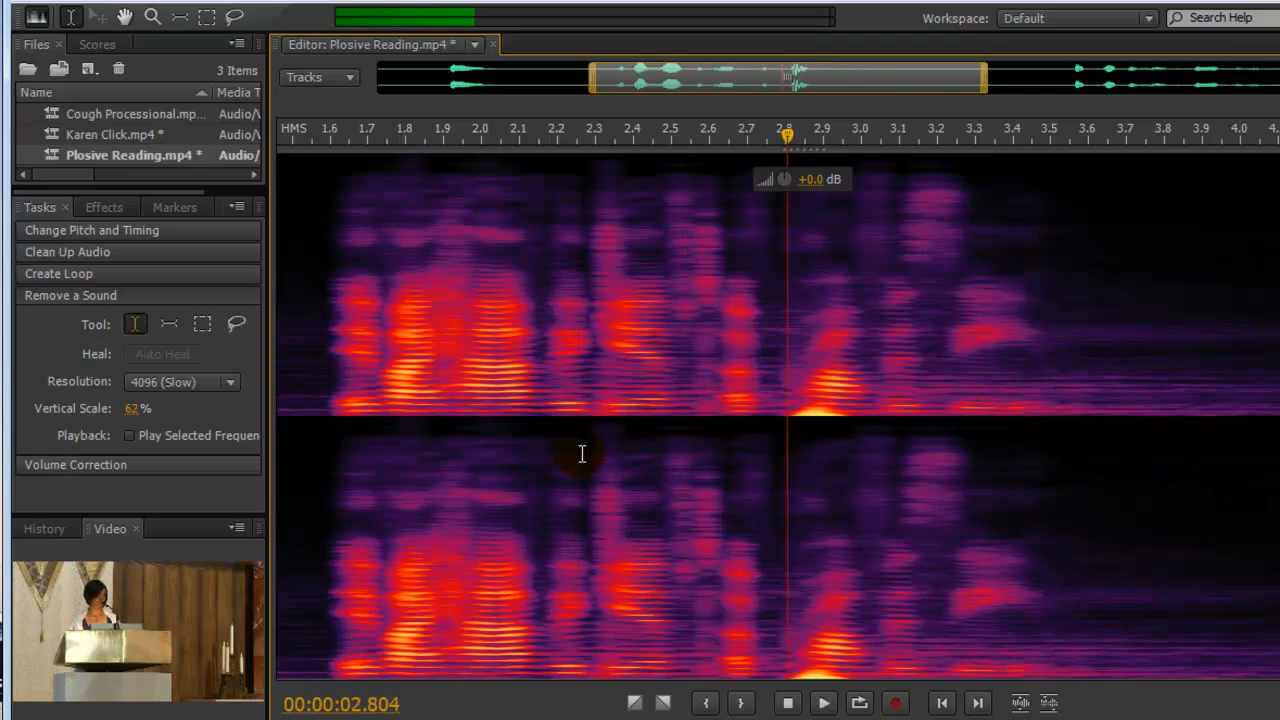 Workspace: Default Search Help
Files Scores
Editor: Plosive Reading.mp4 *
3 Items
Tracks
Name Media T
Cough Processional.mp... Audio/
Karen Click.mp4 * Audio/
Plosive Reading.mp4 * Audio/
HMS 1.6 1.7 1.8 1.9 2.0 2.1 2.2 2.3 2.4 2.5 2.6 2.7 2.8 2.9 3.0 3.1 3.2 3.3 3.4 3.5 3.6 3.7 3.8 3.9 4.0 4.
+0.0 dB
Tasks Effects Markers
Change Pitch and Timing
Clean Up Audio
Create Loop
Remove a Sound
Tool:
Heal: Auto Heal
Resolution: 4096 (Slow)
Vertical Scale: 62 %
Playback: Play Selected Frequen
Volume Correction
History Video
00:00:02.804